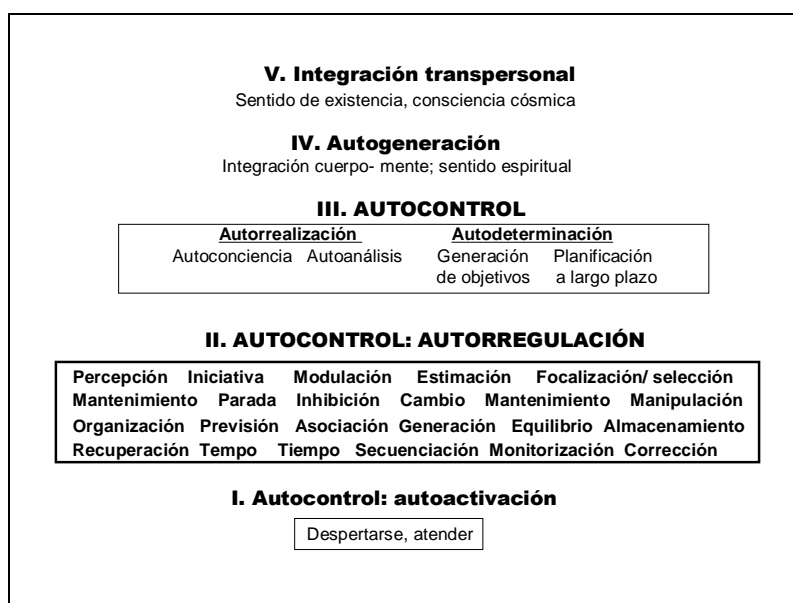 V. Integración transpersonal
Sentido de existencia, consciencia cósmica
IV. Autogeneración
Integración cuerpo- mente; sentido espiritual
III. AUTOCONTROL
Autorrealización Autodeterminación
Autoconciencia Autoanálisis Generación Planificación
de objetivos a largo plazo
II. AUTOCONTROL: AUTORREGULACIÓN
Percepción Iniciativa Modulación Estimación Focalización/ selección
Mantenimiento Parada Inhibición Cambio Mantenimiento Manipulación
Organización Previsión Asociación Generación Equilibrio Almacenamiento
Recuperación Tempo Tiempo Secuenciación Monitorización Corrección
I. Autocontrol: autoactivación
Despertarse, atender